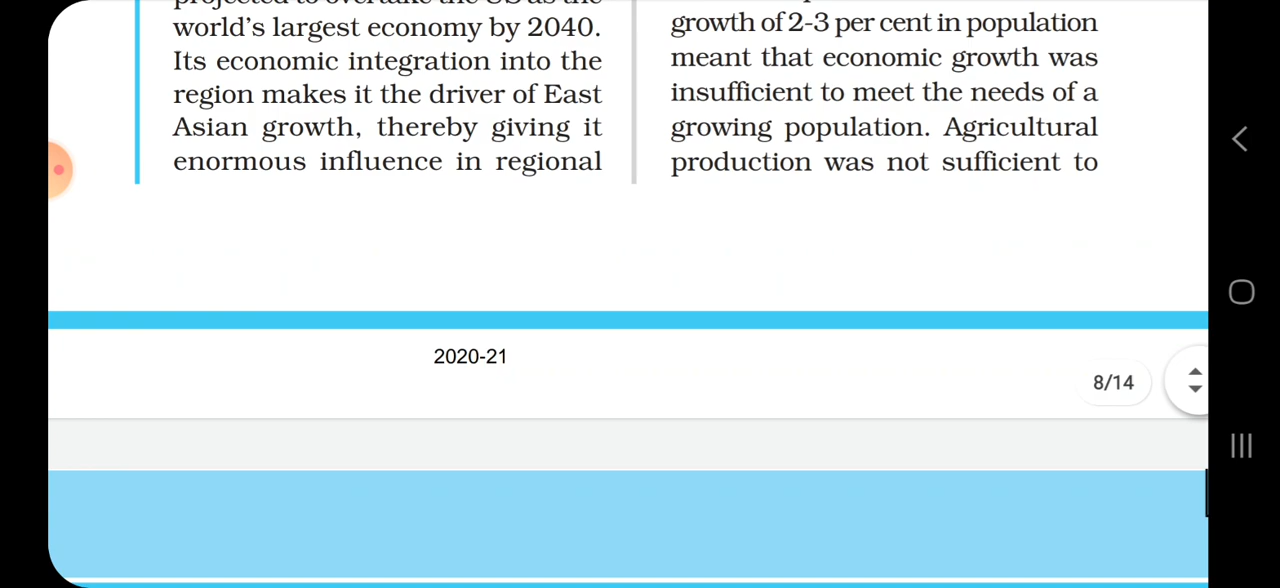 world's largest economy by 2040.
Its economic integration into the
region makes it the driver of East
Asian growth, thereby giving it
enormous influence in regional
growth of 2-3 per cent in population
meant that economic growth was
insufficient to meet the needs of a
growing population. Agricultural
production was not sufficient to
2020-21
8/14